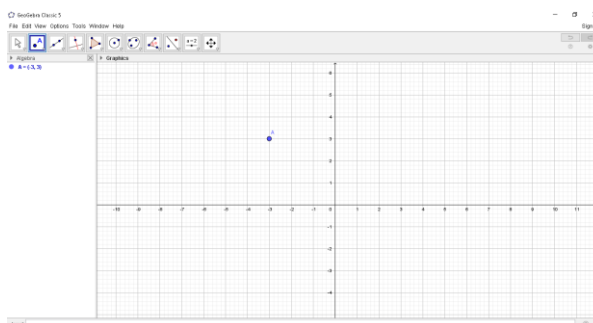 GeoGebra Classic 5
File Edit View Options Tools Window Help
Sign
Algebra
Graphics
A = (-3, 3)
A
6
5
4
3
2
1
-10 -9 -8 -7 -6 -5 -4 -3 -2 -1 0 1 2 3 4 5 6 7 8 9 10 11
-1
-2
-3
-4